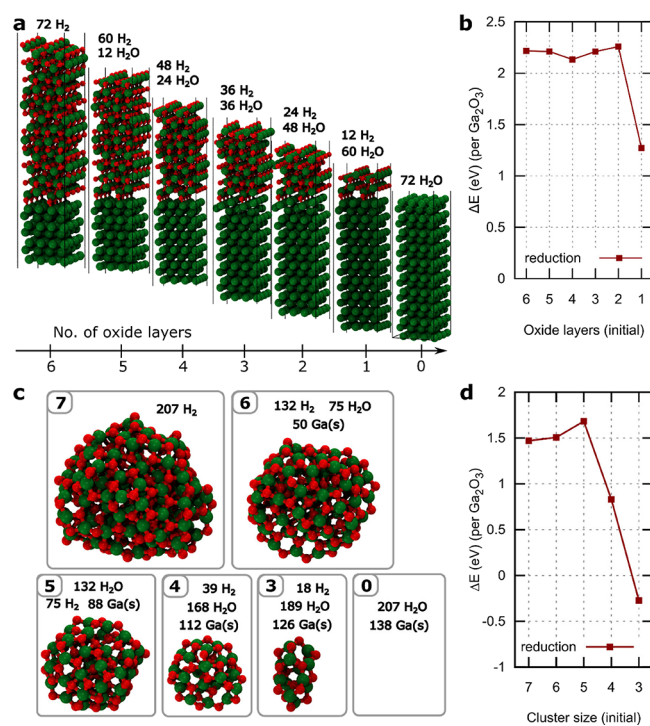 a
72 H₂
60 H₂
12 H₂O
48 H₂
24 H₂O
36 H₂
36 H₂O
24 H₂
48 H₂O
12 H₂
60 H₂O
72 H₂O
No. of oxide layers
6 5 4 3 2 1 0
b
ΔE (eV) (per Ga₂O₃)
2.5
2
1.5
1
0.5
0
reduction
6 5 4 3 2 1
Oxide layers (initial)
c
7
207 H₂
6
132 H₂ 75 H₂O
50 Ga(s)
5
132 H₂O
75 H₂ 88 Ga(s)
4
39 H₂
168 H₂O
112 Ga(s)
3
18 H₂
189 H₂O
126 Ga(s)
0
207 H₂O
138 Ga(s)
d
ΔE (eV) (per Ga₂O₃)
2
1.5
1
0.5
0
-0.5
-1
reduction
7 6 5 4 3
Cluster size (initial)